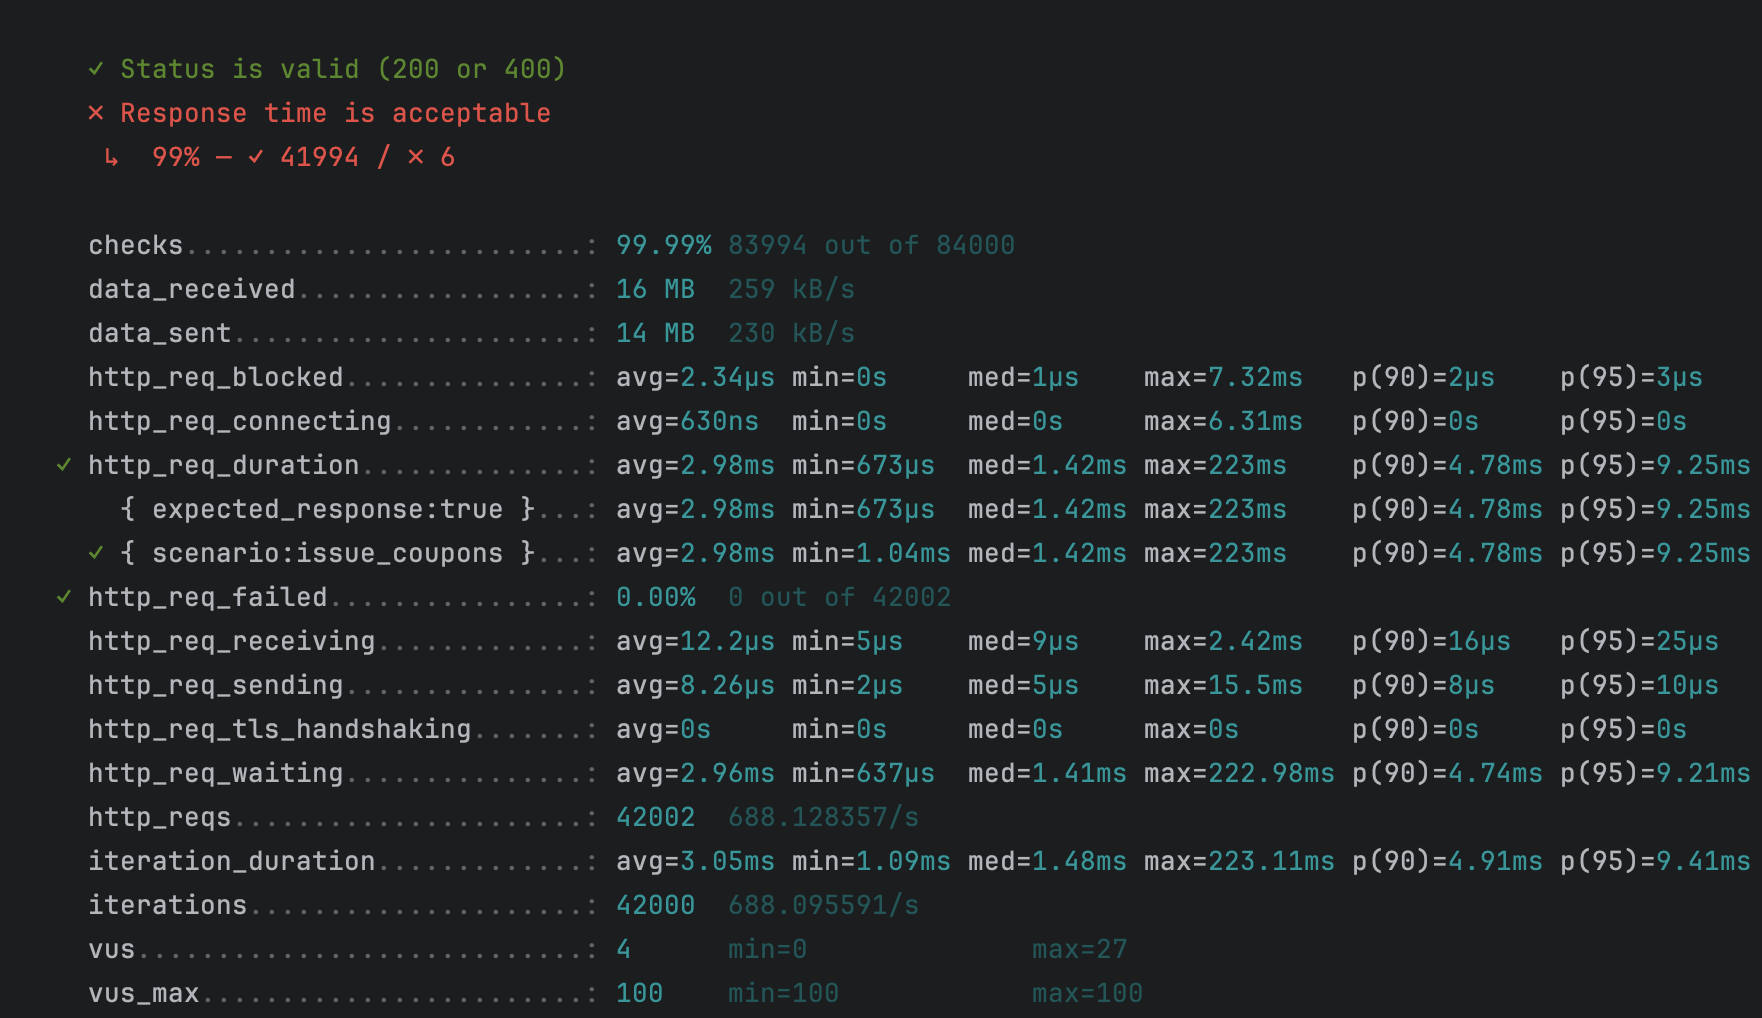 ✓ Status is valid (200 or 400)
✗ Response time is acceptable
↳ 99% — ✓ 41994 / ✗ 6
checks.........................: 99.99% 83994 out of 84000
data_received..................: 16 MB 259 kB/s
data_sent......................: 14 MB 230 kB/s
http_req_blocked...............: avg=2.34µs min=0s med=1µs max=7.32ms p(90)=2µs p(95)=3µs
http_req_connecting............: avg=630ns min=0s med=0s max=6.31ms p(90)=0s p(95)=0s
✓ http_req_duration..............: avg=2.98ms min=673µs med=1.42ms max=223ms p(90)=4.78ms p(95)=9.25ms
{ expected_response:true }...: avg=2.98ms min=673µs med=1.42ms max=223ms p(90)=4.78ms p(95)=9.25ms
✓ { scenario:issue_coupons }...: avg=2.98ms min=1.04ms med=1.42ms max=223ms p(90)=4.78ms p(95)=9.25ms
✓ http_req_failed................: 0.00% 0 out of 42002
http_req_receiving.............: avg=12.2µs min=5µs med=9µs max=2.42ms p(90)=16µs p(95)=25µs
http_req_sending...............: avg=8.26µs min=2µs med=5µs max=15.5ms p(90)=8µs p(95)=10µs
http_req_tls_handshaking.......: avg=0s min=0s med=0s max=0s p(90)=0s p(95)=0s
http_req_waiting...............: avg=2.96ms min=637µs med=1.41ms max=222.98ms p(90)=4.74ms p(95)=9.21ms
http_reqs......................: 42002 688.128357/s
iteration_duration.............: avg=3.05ms min=1.09ms med=1.48ms max=223.11ms p(90)=4.91ms p(95)=9.41ms
iterations.....................: 42000 688.095591/s
vus............................: 4 min=0 max=27
vus_max........................: 100 min=100 max=100